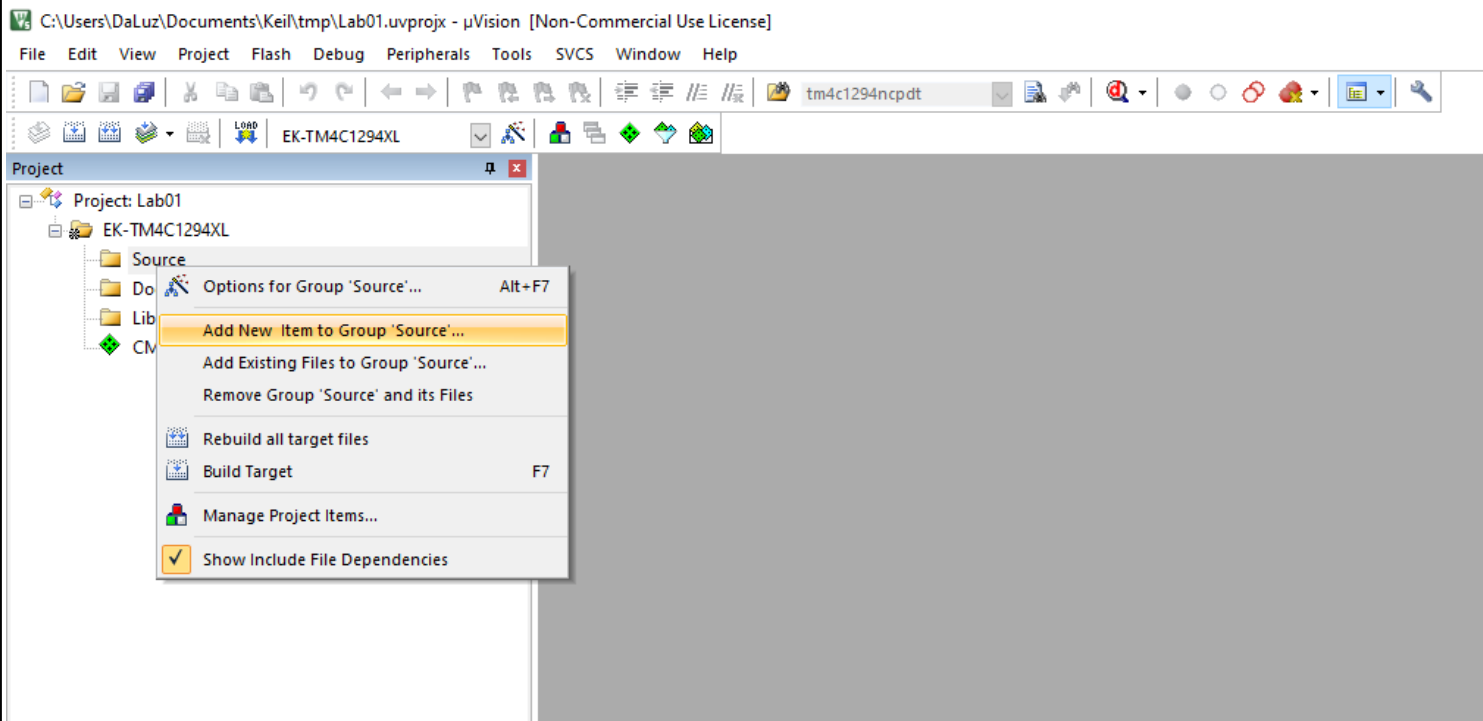 C:\Users\DaLuz\Documents\Keil\tmp\Lab01.uvprojx - µVision [Non-Commercial Use License]
File Edit View Project Flash Debug Peripherals Tools SVCS Window Help
tm4c1294ncpdt
LOAD EK-TM4C1294XL
Project
Project: Lab01
EK-TM4C1294XL
Source
Do
Lib
CM
Options for Group 'Source'... Alt+F7
Add New Item to Group 'Source'...
Add Existing Files to Group 'Source'...
Remove Group 'Source' and its Files
Rebuild all target files
Build Target F7
Manage Project Items...
Show Include File Dependencies